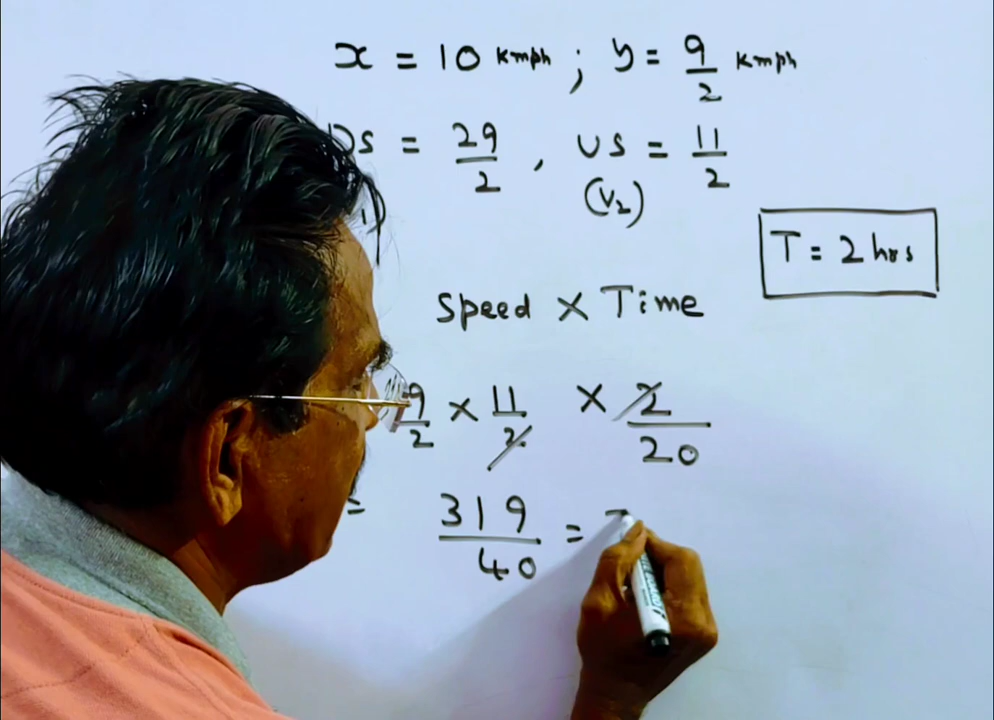 x = 10 kmph ; y = 9/2 kmph
DS = 29/2 , US = 11/2
(V₂)
T = 2 hrs
Speed × Time
9/2 × 11/2 × 2/20
= 319/40 =